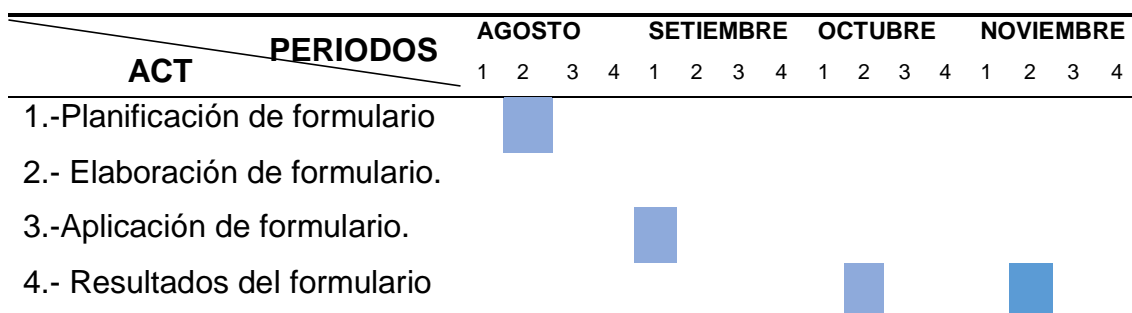 PERIODOS AGOSTO SETIEMBRE OCTUBRE NOVIEMBRE
ACT 1 2 3 4 1 2 3 4 1 2 3 4 1 2 3 4
1.-Planificación de formulario
2.- Elaboración de formulario.
3.-Aplicación de formulario.
4.- Resultados del formulario